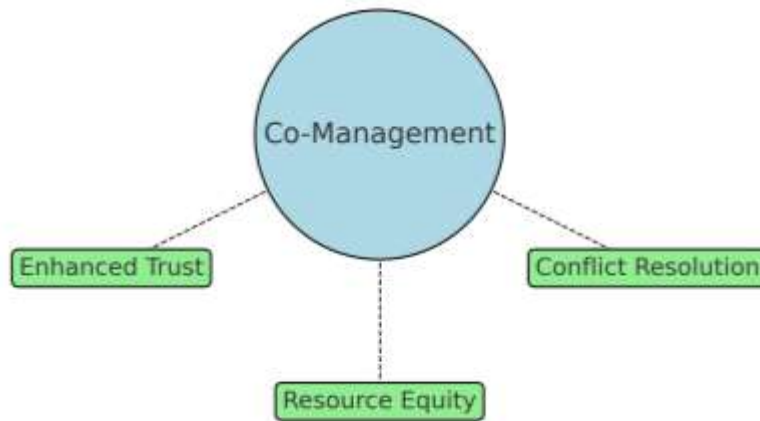 Co-Management
Enhanced Trust
Conflict Resolution
Resource Equity